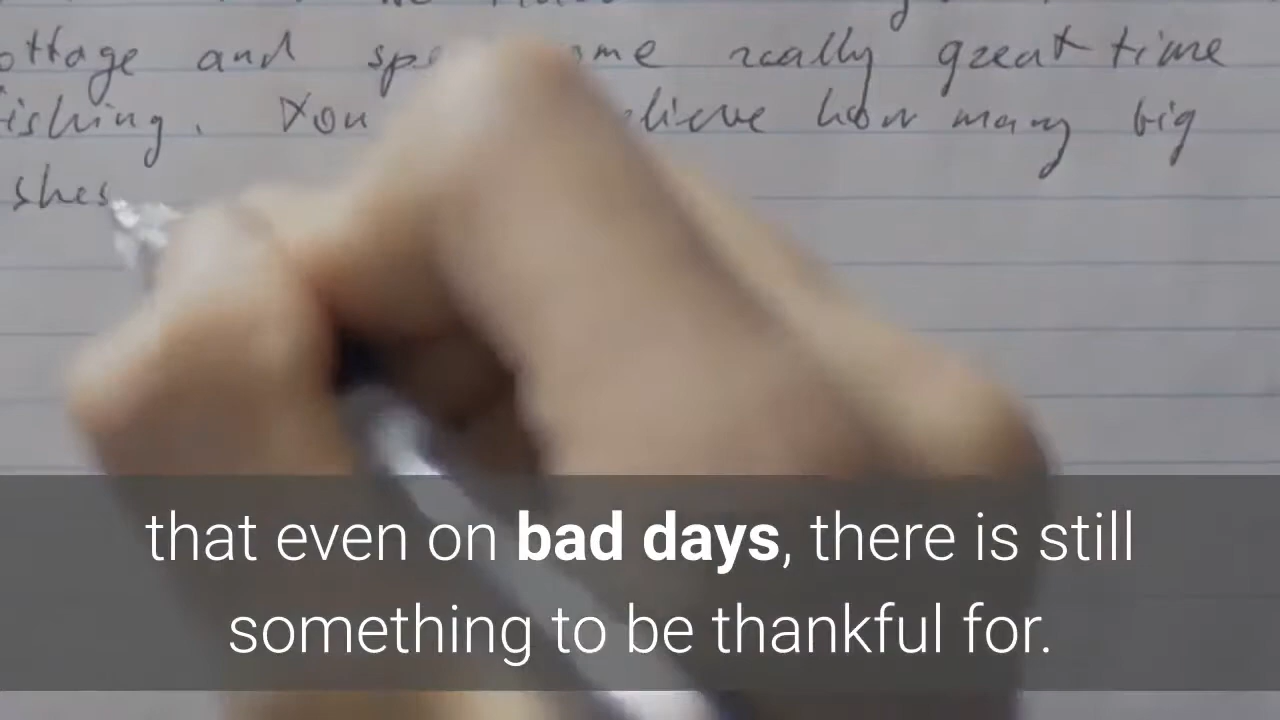 ottage and spe me really great time
ishing. You lieve how many big
shes
that even on bad days, there is still
something to be thankful for.